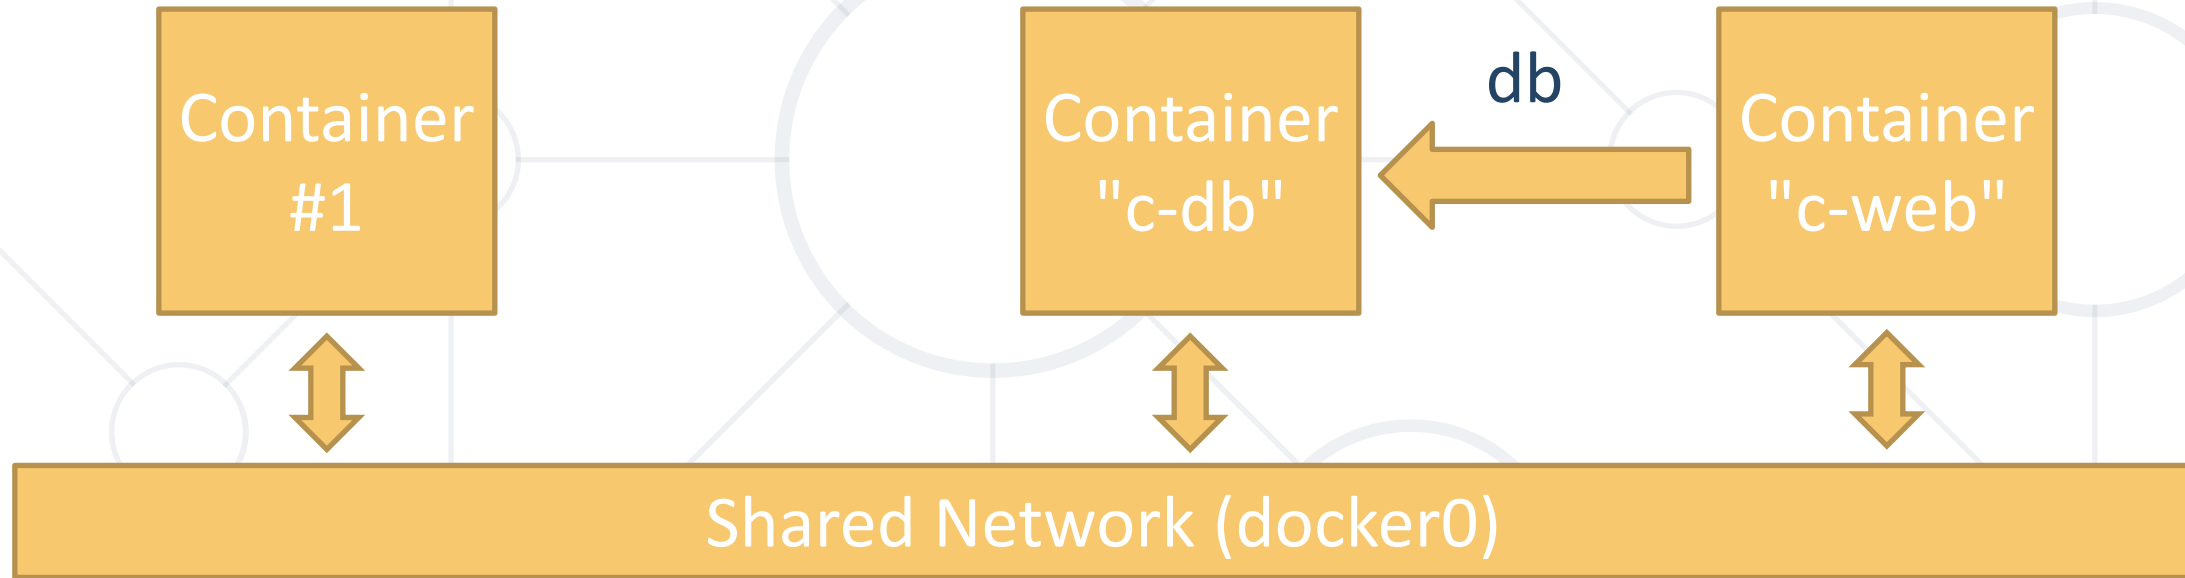 Container
#1
Container
"c-db"
db
Container
"c-web"
Shared Network (docker0)